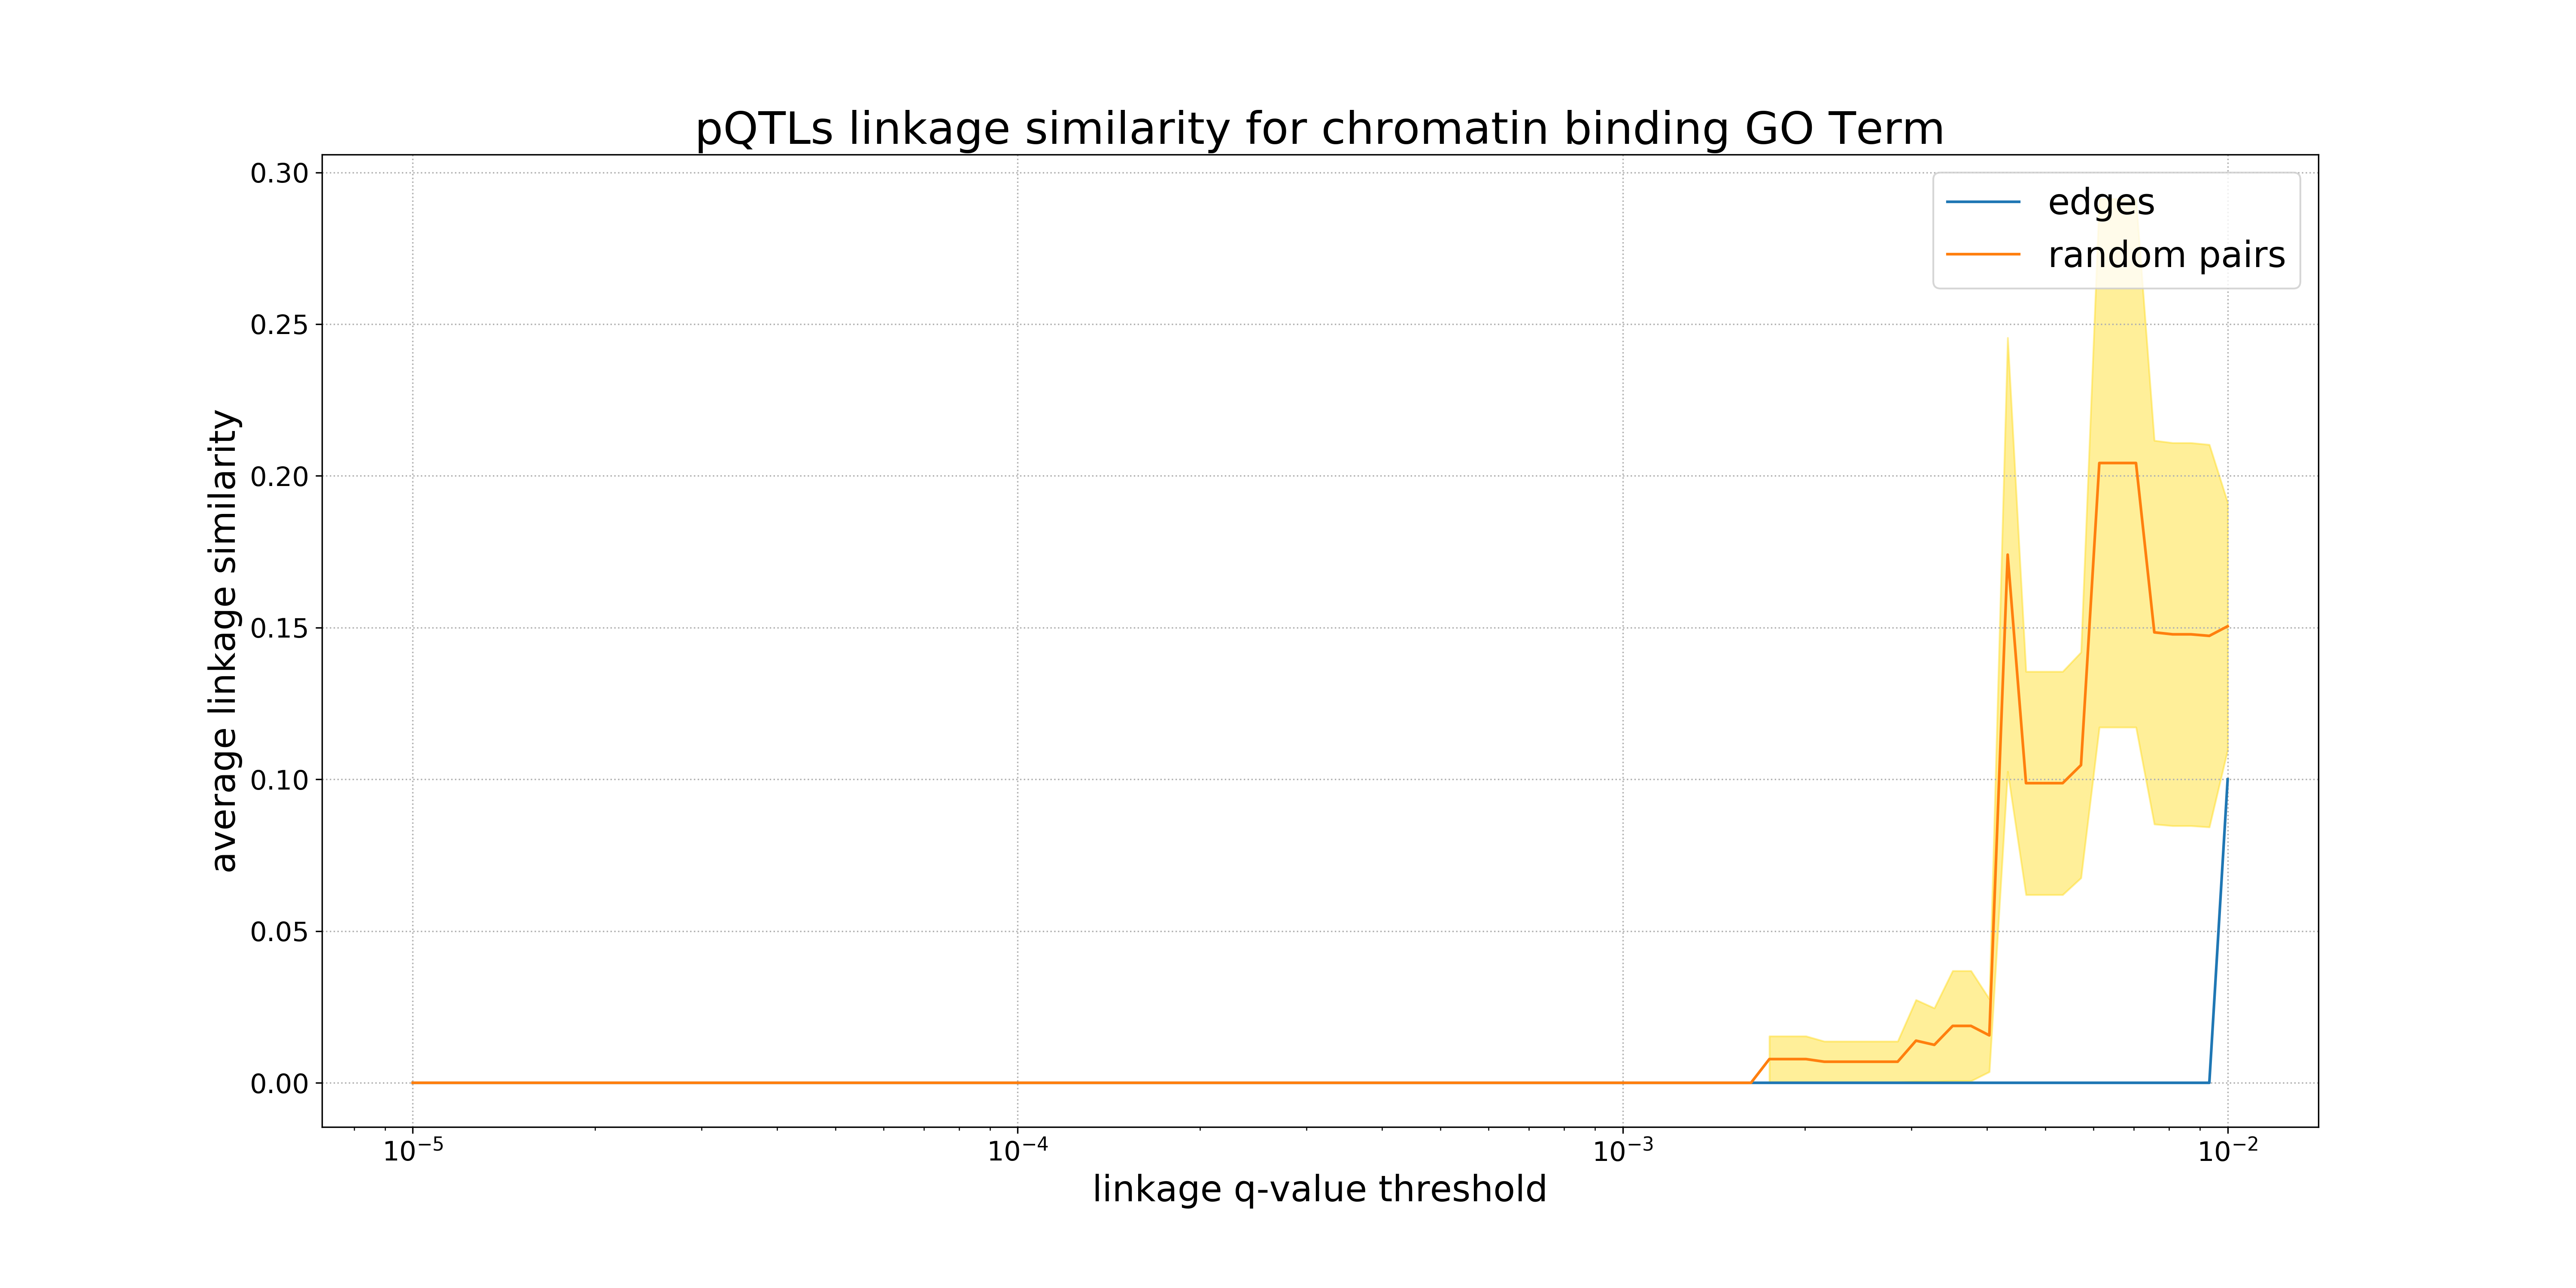 pQTLs linkage similarity for chromatin binding GO Term
edges
random pairs
0.30
0.25
0.20
0.15
0.10
0.05
0.00
average linkage similarity
10⁻⁵ 10⁻⁴ 10⁻³ 10⁻²
linkage q-value threshold